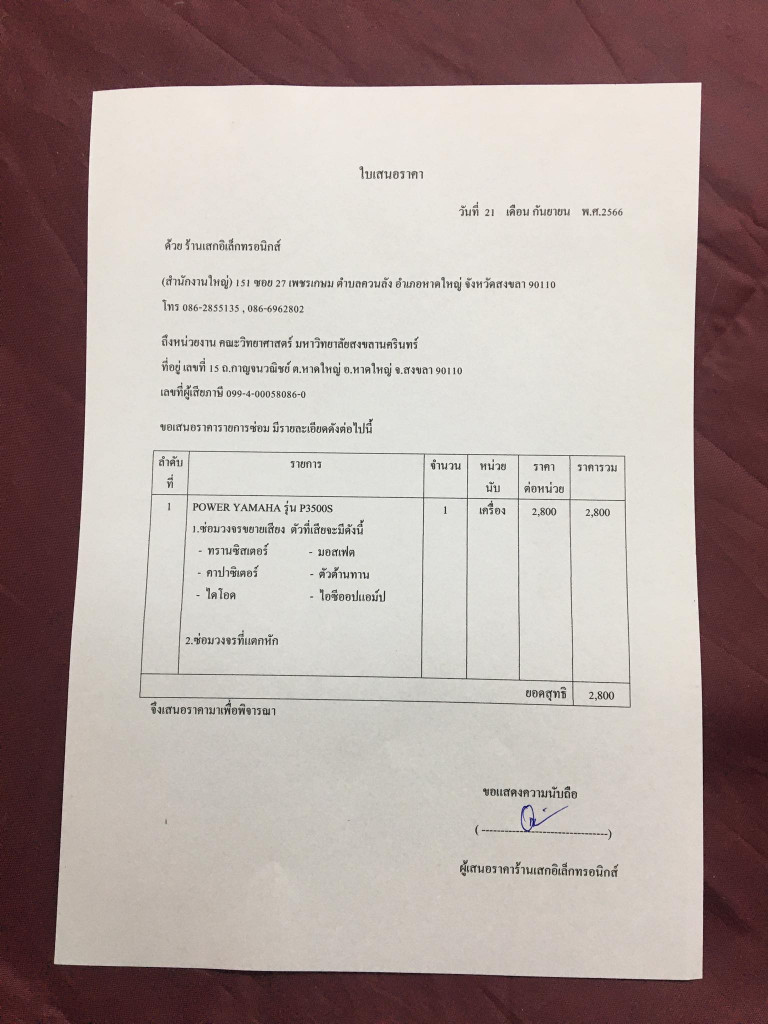 ใบเสนอราคา
วันที่ 21 เดือน กันยายน พ.ศ.2566
ด้วย ร้านเสกอิเล็กทรอนิกส์
(สำนักงานใหญ่) 151 ซอย 27 เพชรเกษม ตำบลควนลัง อำเภอหาดใหญ่ จังหวัดสงขลา 90110
โทร 086-2855135 , 086-6962802
ถึงหน่วยงาน คณะวิทยาศาสตร์ มหาวิทยาลัยสงขลานครินทร์
ที่อยู่ เลขที่ 15 ถ.กาญจนวณิชย์ ต.หาดใหญ่ อ.หาดใหญ่ จ.สงขลา 90110
เลขที่ผู้เสียภาษี 099-4-00058086-0
ขอเสนอราคารายการซ่อม มีรายละเอียดดังต่อไปนี้
ลำดับที่ รายการ จำนวน หน่วยนับ ราคาต่อหน่วย ราคารวม
1 POWER YAMAHA รุ่น P3500S 1 เครื่อง 2,800 2,800
1.ซ่อมวงจรขยายเสียง ตัวที่เสียจะมีดังนี้
- ทรานซิสเตอร์ - มอสเฟต
- คาปาซิเตอร์ - ตัวต้านทาน
- ไดโอด - ไอซีออปแอม์ป
2.ซ่อมวงจรที่แตกหัก
ยอดสุทธิ 2,800
จึงเสนอราคามาเพื่อพิจารณา
ขอแสดงความนับถือ
( ---------------------------------)
ผู้เสนอราคาร้านเสกอิเล็กทรอนิกส์